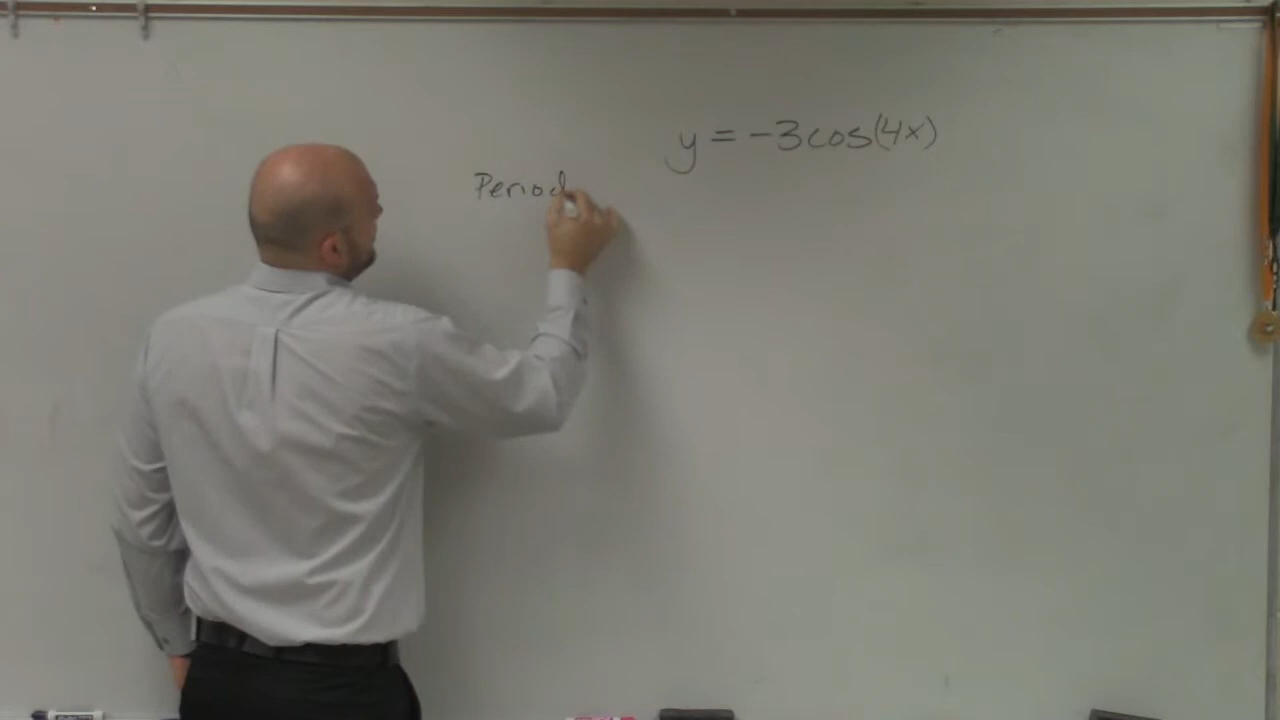 y = -3cos(4x)
Period